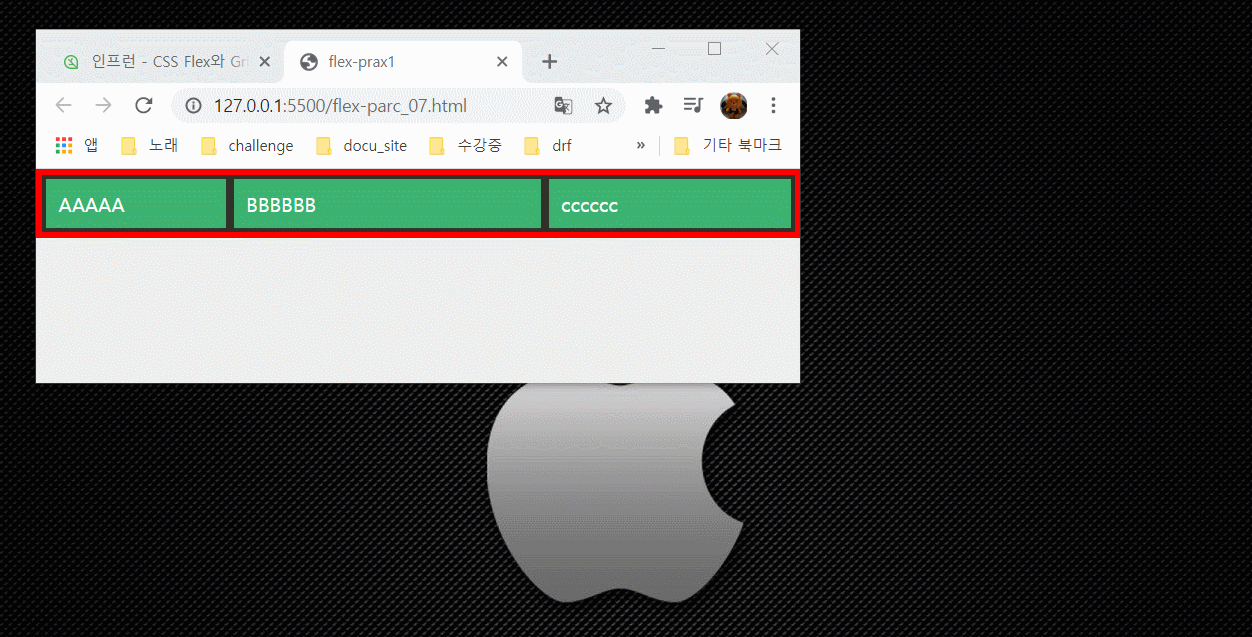 인프런 - CSS Flex와 Gri
flex-prax1
127.0.0.1:5500/flex-parc_07.html
앱 노래 challenge docu_site 수강중 drf » 기타 북마크
AAAAA BBBBBB cccccc